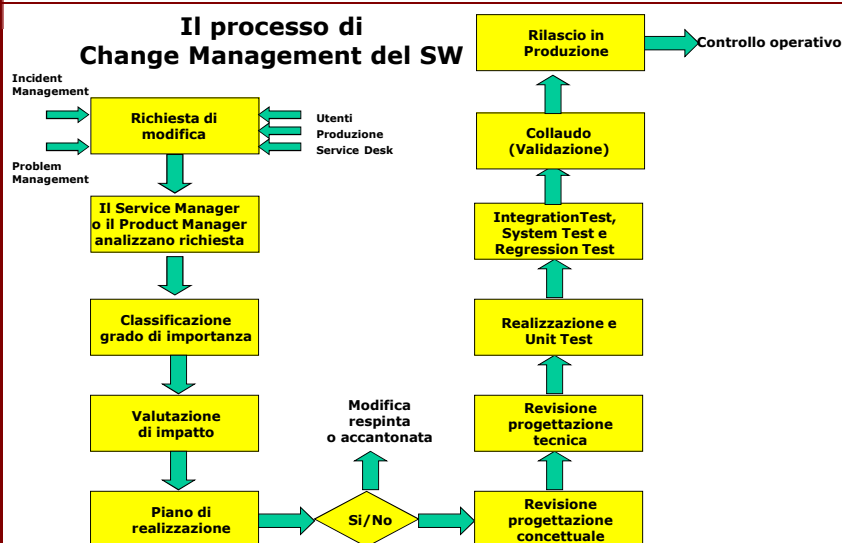 Il processo di
Change Management del SW
Incident
Management
Problem
Management
Richiesta di
modifica
Utenti
Produzione
Service Desk
Il Service Manager
o il Product Manager
analizzano richiesta
Classificazione
grado di importanza
Valutazione
di impatto
Piano di
realizzazione
Si/No
Modifica
respinta
o accantonata
Revisione
progettazione
concettuale
Revisione
progettazione
tecnica
Realizzazione e
Unit Test
IntegrationTest,
System Test e
Regression Test
Collaudo
(Validazione)
Rilascio in
Produzione
Controllo operativo